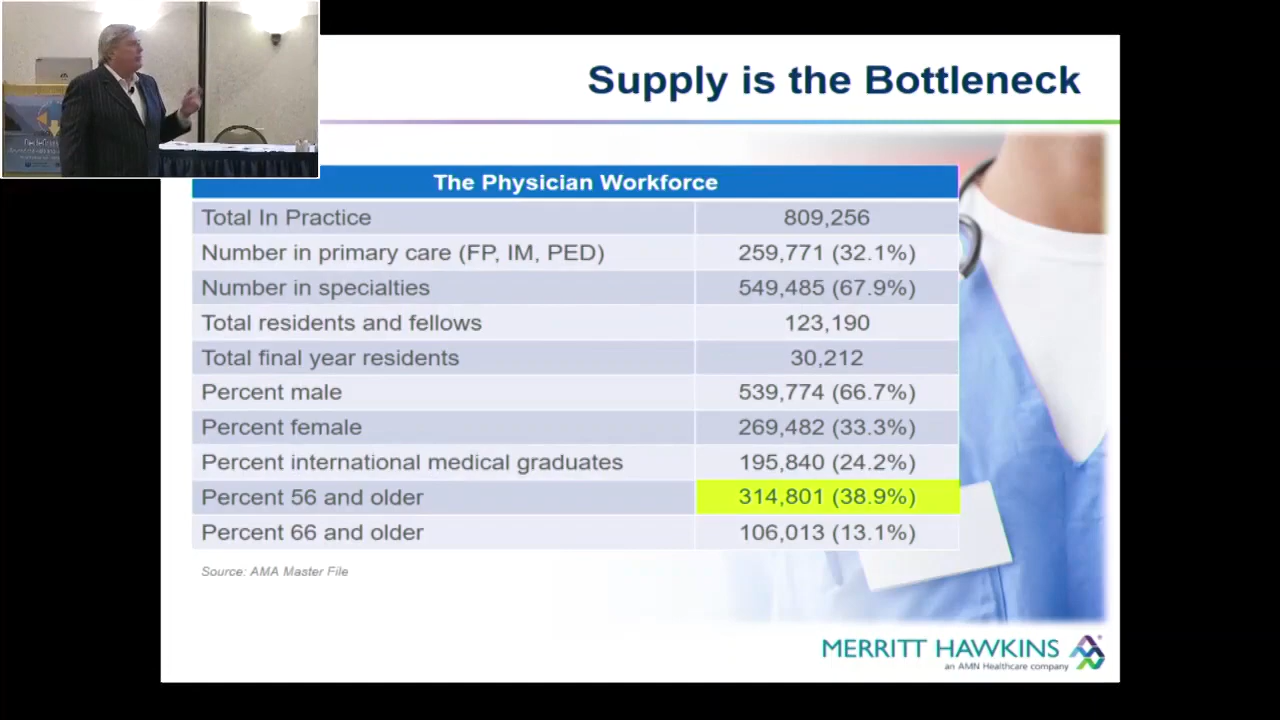 Supply is the Bottleneck
The Physician Workforce
Total In Practice 809,256
Number in primary care (FP, IM, PED) 259,771 (32.1%)
Number in specialties 549,485 (67.9%)
Total residents and fellows 123,190
Total final year residents 30,212
Percent male 539,774 (66.7%)
Percent female 269,482 (33.3%)
Percent international medical graduates 195,840 (24.2%)
Percent 56 and older 314,801 (38.9%)
Percent 66 and older 106,013 (13.1%)
Source: AMA Master File
MERRITT HAWKINS
an AMN Healthcare company